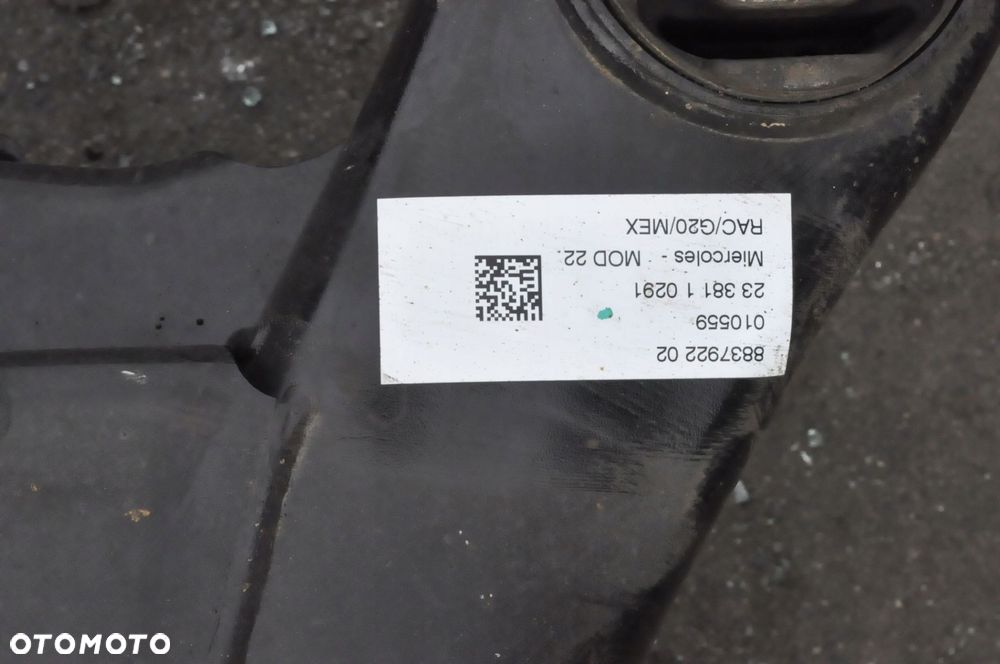 8837922 02
010559
23 381 1 0291
Miercoles - MOD 22
RAC/G20/MEX
OTOMOTO